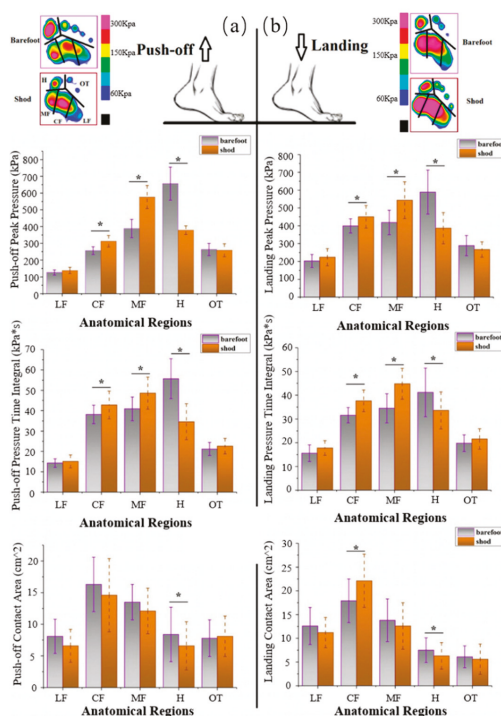 (a) (b)
Push-off
Landing
Barefoot
Shod
300Kpa
150Kpa
60Kpa
H
OT
MF
CF
LF
300Kpa
150Kpa
60Kpa
Barefoot
Shod
barefoot
shod
Push-off Peak Pressure (kPa)
800
700
600
500
400
300
200
100
0
* * *
LF CF MF H OT
Anatomical Regions
barefoot
shod
Landing Peak Pressure (kPa)
800
600
400
200
0
* * *
LF CF MF H OT
Anatomical Regions
barefoot
shod
Push-off Pressure Time Integral (kPa*s)
70
60
50
40
30
20
10
0
* * *
LF CF MF H OT
Anatomical Regions
barefoot
shod
Landing Pressure Time Integral (kPa*s)
60
50
40
30
20
10
0
* * *
LF CF MF H OT
Anatomical Regions
barefoot
shod
Push-off Contact Area (cm^2)
25
20
15
10
5
0
*
LF CF MF H OT
Anatomical Regions
barefoot
shod
Landing Contact Area (cm^2)
30
25
20
15
10
5
0
* *
LF CF MF H OT
Anatomical Regions